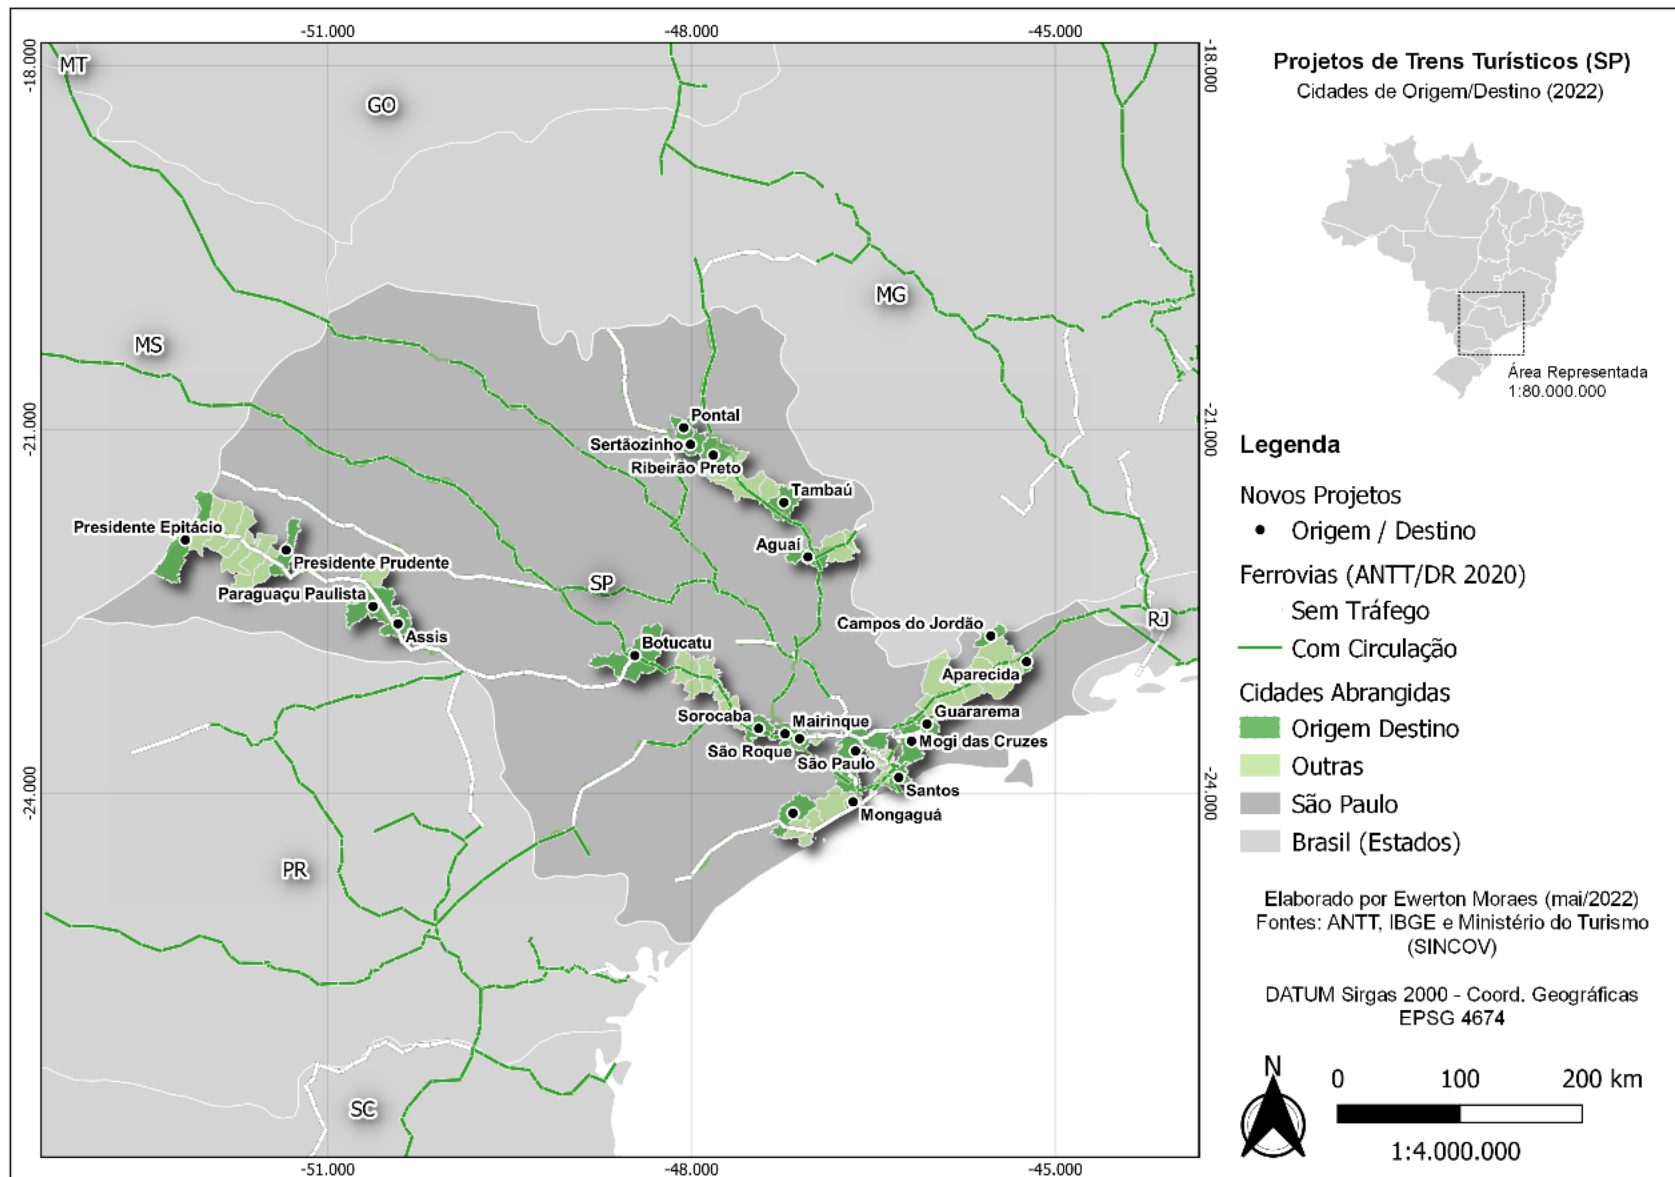 -51.000
-48.000
-45.000
-18.000
-18.000
MT
GO
MG
MS
-21.000
-21.000
Pontal
Sertãozinho
Ribeirão Preto
Tambaú
Aguaí
Presidente Epitácio
Presidente Prudente
Paraguaçu Paulista
Assis
SP
Botucatu
Campos do Jordão
Aparecida
RJ
Guararema
Sorocaba
Mairinque
Mogi das Cruzes
São Roque
São Paulo
Santos
Mongaguá
-24.000
-24.000
PR
SC
-51.000
-48.000
-45.000
Projetos de Trens Turísticos (SP)
Cidades de Origem/Destino (2022)
Área Representada
1:80.000.000
Legenda
Novos Projetos
Origem / Destino
Ferrovias (ANTT/DR 2020)
Sem Tráfego
Com Circulação
Cidades Abrangidas
Origem Destino
Outras
São Paulo
Brasil (Estados)
Elaborado por Ewerton Moraes (mai/2022)
Fontes: ANTT, IBGE e Ministério do Turismo
(SINCOV)
DATUM Sirgas 2000 - Coord. Geográficas
EPSG 4674
N
0 100 200 km
1:4.000.000